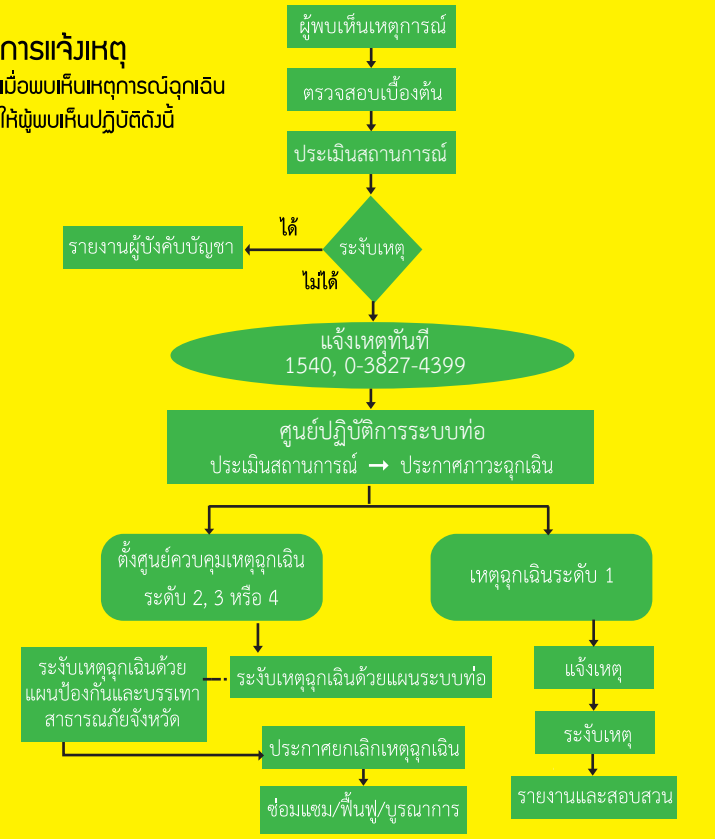 การแจ้งเหตุ
เมื่อพบเห็นเหตุการณ์ฉุกเฉิน
ให้ผู้พบเห็นปฏิบัติดังนี้
ผู้พบเห็นเหตุการณ์
ตรวจสอบเบื้องต้น
ประเมินสถานการณ์
ได้
รายงานผู้บังคับบัญชา
ระงับเหตุ
ไม่ได้
แจ้งเหตุทันที
1540, 0-3827-4399
ศูนย์ปฏิบัติการระบบท่อ
ประเมินสถานการณ์ → ประกาศภาวะฉุกเฉิน
ตั้งศูนย์ควบคุมเหตุฉุกเฉิน
ระดับ 2, 3 หรือ 4
เหตุฉุกเฉินระดับ 1
ระงับเหตุฉุกเฉินด้วย
แผนป้องกันและบรรเทา
สาธารณภัยจังหวัด
ระงับเหตุฉุกเฉินด้วยแผนระบบท่อ
แจ้งเหตุ
ระงับเหตุ
ประกาศยกเลิกเหตุฉุกเฉิน
รายงานและสอบสวน
ซ่อมแซม/ฟื้นฟู/บูรณาการ